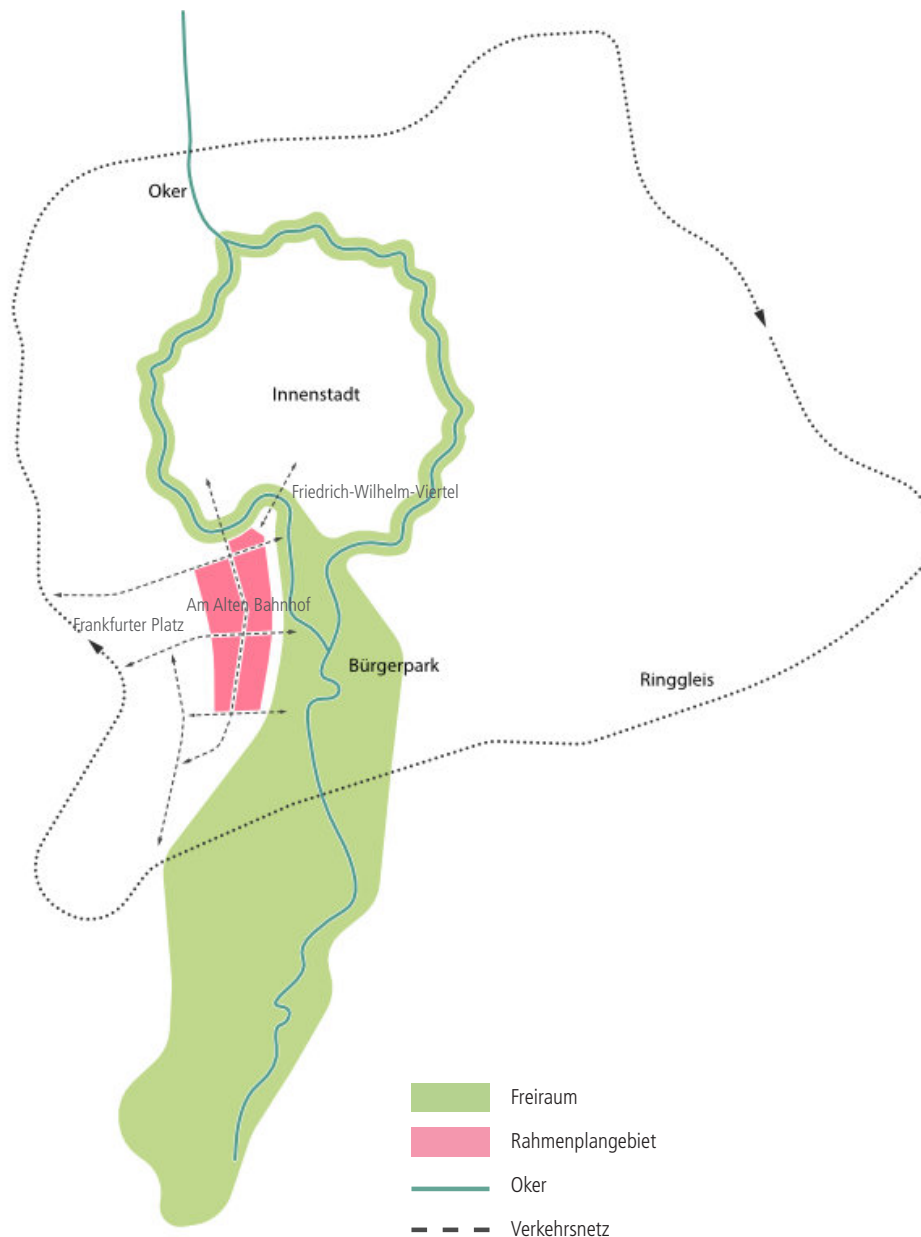 Oker
Innenstadt
Friedrich-Wilhelm-Viertel
Am Alten Bahnhof
Frankfurter Platz
Bürgerpark
Ringgleis
Freiraum
Rahmenplangebiet
Oker
Verkehrsnetz